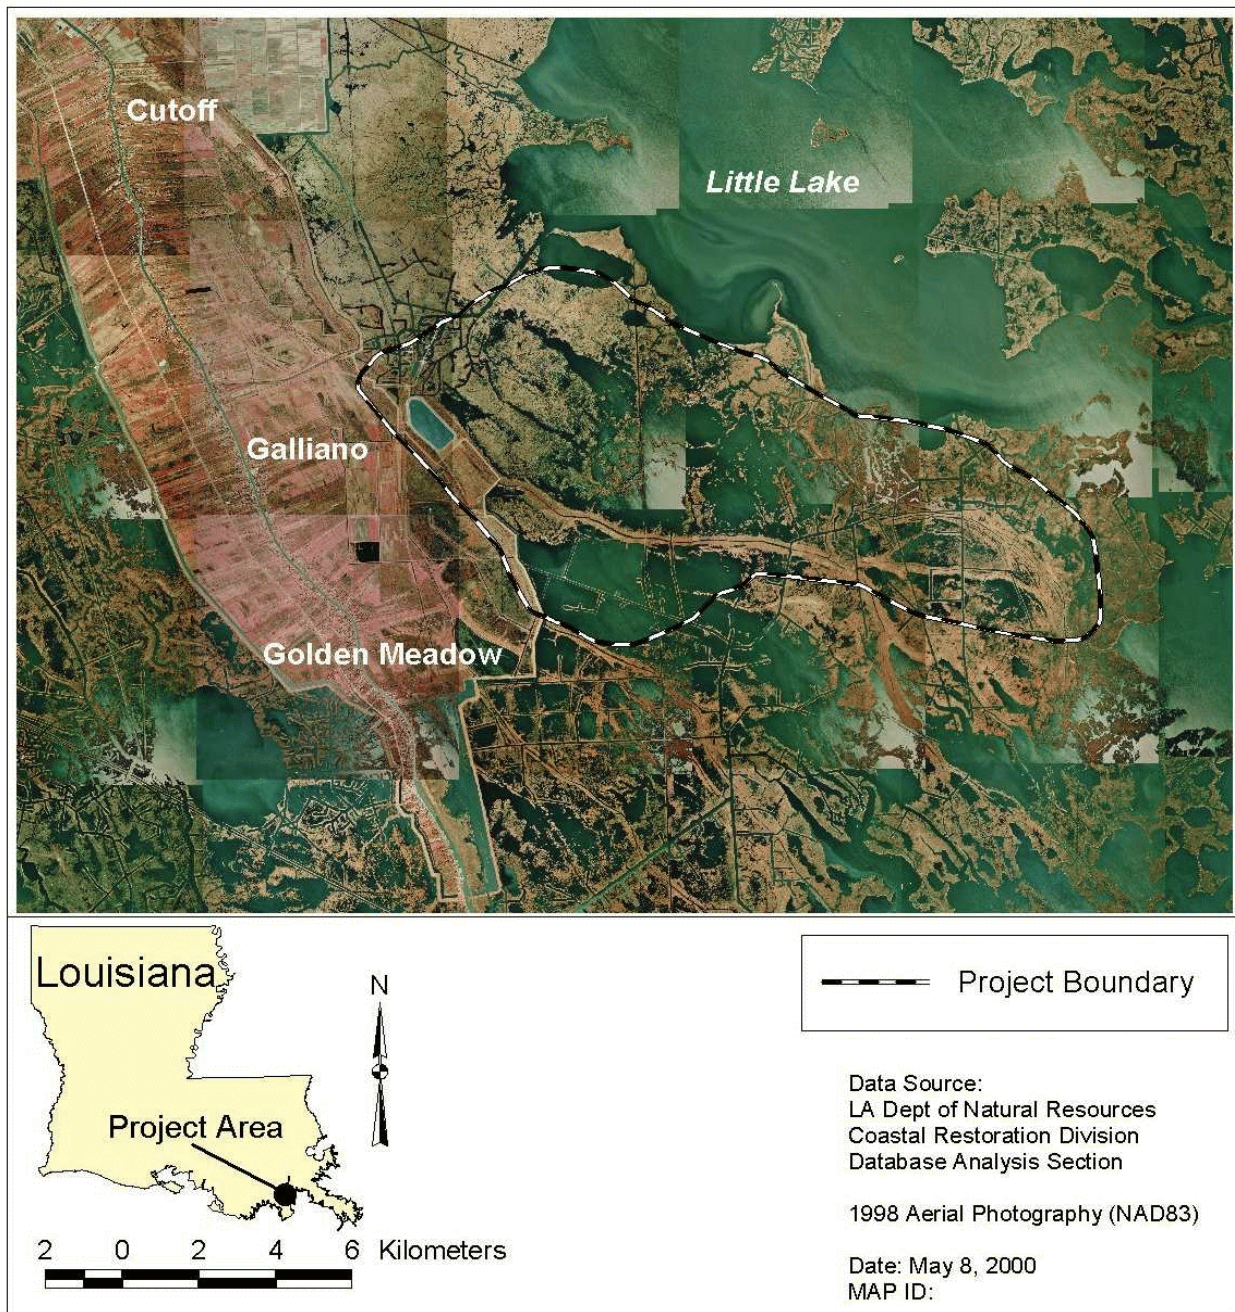 Cutoff
Little Lake
Galliano
Golden Meadow
Louisiana
N
Project Area
2 0 2 4 6 Kilometers
Project Boundary
Data Source:
LA Dept of Natural Resources
Coastal Restoration Division
Database Analysis Section
1998 Aerial Photography (NAD83)
Date: May 8, 2000
MAP ID: